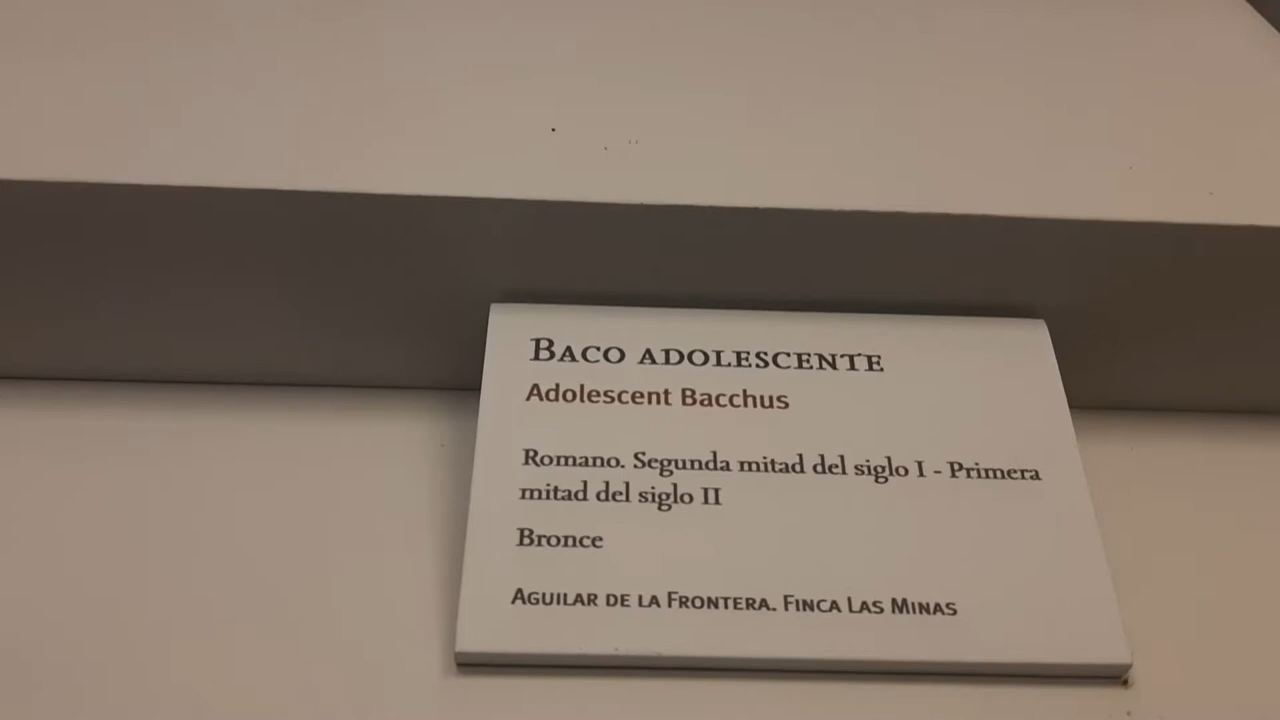 Baco adolescente
Adolescent Bacchus
Romano. Segunda mitad del siglo I - Primera
mitad del siglo II
Bronce
Aguilar de la Frontera. Finca Las Minas